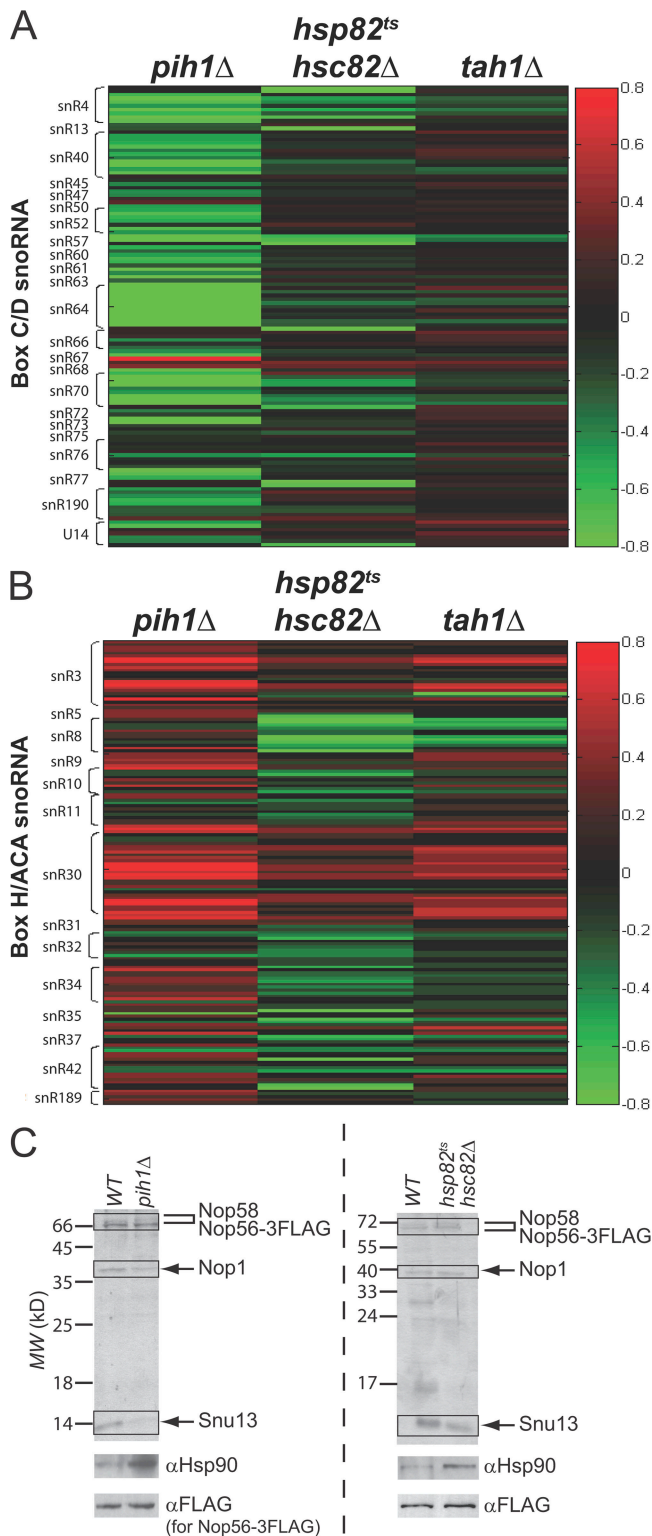 A
hsp82ts
pih1Δ hsc82Δ tah1Δ
Box C/D snoRNA
snR4
snR13
snR40
snR45
snR47
snR50
snR52
snR57
snR60
snR61
snR63
snR64
snR66
snR67
snR68
snR70
snR72
snR73
snR75
snR76
snR77
snR190
U14
0.8
0.6
0.4
0.2
0
-0.2
-0.4
-0.6
-0.8
B
hsp82ts
pih1Δ hsc82Δ tah1Δ
Box H/ACA snoRNA
snR3
snR5
snR8
snR9
snR10
snR11
snR30
snR31
snR32
snR34
snR35
snR37
snR42
snR189
0.8
0.6
0.4
0.2
0
-0.2
-0.4
-0.6
-0.8
C
WT
pih1Δ
MW (kD)
66
45
35
25
18
14
Nop58
Nop56-3FLAG
Nop1
Snu13
αHsp90
αFLAG
(for Nop56-3FLAG)
WT
hsp82ts
hsc82Δ
72
55
40
33
24
17
Nop58
Nop56-3FLAG
Nop1
Snu13
αHsp90
αFLAG